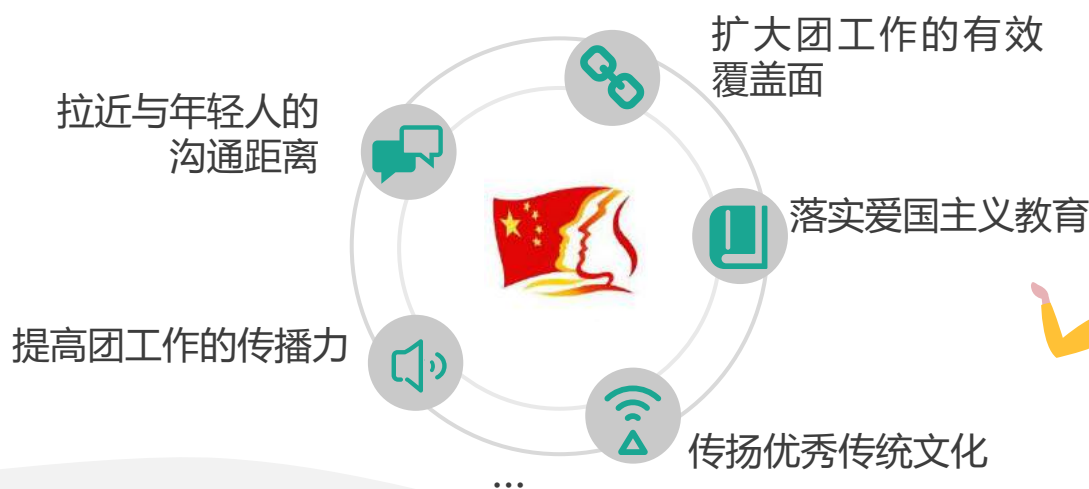 扩大团工作的有效
覆盖面
拉近与年轻人的
沟通距离
落实爱国主义教育
提高团工作的传播力
传扬优秀传统文化
...